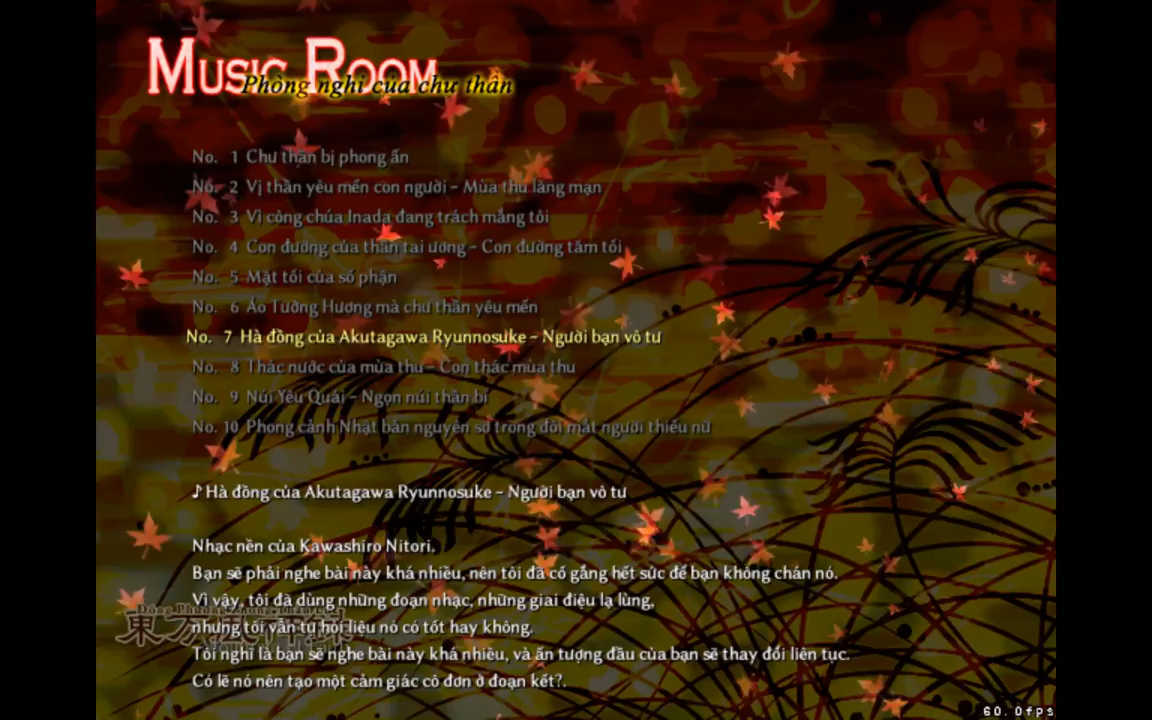 Music Room
Phòng nghi của chư thần
No. 1 Chư thần bị phong ấn
No. 2 Vị thần yêu mến con người ~ Mùa thu lãng mạn
No. 3 Vì công chúa Inada đang trách mắng tôi
No. 4 Con đường của thần tai ương ~ Con đường tăm tối
No. 5 Mặt tối của số phận
No. 6 Ảo Tưởng Hương mà chư thần yêu mến
No. 7 Hà đồng của Akutagawa Ryunnosuke ~ Người bạn vô tư
No. 8 Thác nước của mùa thu ~ Con thác mùa thu
No. 9 Núi Yêu Quái ~ Ngọn núi thần bí
No. 10 Phong cảnh Nhật bản nguyên sơ trong đôi mắt người thiếu nữ
♪ Hà đồng của Akutagawa Ryunnosuke ~ Người bạn vô tư
Nhạc nền của Kawashiro Nitori.
Bạn sẽ phải nghe bài này khá nhiều, nên tôi đã cố gắng hết sức để bạn không chán nó.
Vì vậy, tôi đã dùng những đoạn nhạc, những giai điệu lạ lùng,
nhưng tôi vẫn tự hỏi liệu nó có tốt hay không.
Tôi nghĩ là bạn sẽ nghe bài này khá nhiều, và ấn tượng đầu của bạn sẽ thay đổi liên tục.
Có lẽ nó nên tạo một cảm giác cô đơn ở đoạn kết?.
東方風神録
60.0fps